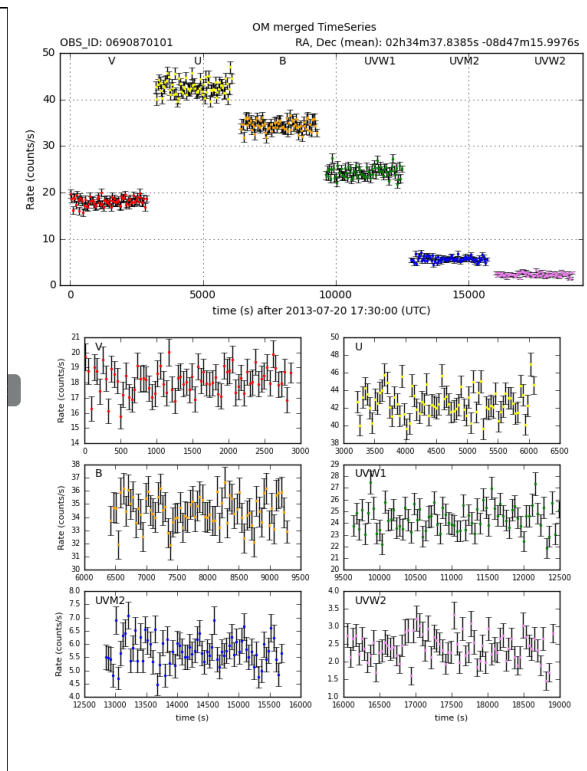 OM merged TimeSeries
OBS_ID: 0690870101 RA, Dec (mean): 02h34m37.8385s -08d47m15.9976s
V U B UVW1 UVM2 UVW2
50
40
30
20
10
0
Rate (counts/s)
0 5000 10000 15000
time (s) after 2013-07-20 17:30:00 (UTC)
V
21
20
19
18
17
16
15
14
Rate (counts/s)
0 500 1000 1500 2000 2500 3000
U
50
48
46
44
42
40
38
3000 3500 4000 4500 5000 5500 6000 6500
B
38
37
36
35
34
33
32
31
30
Rate (counts/s)
6000 6500 7000 7500 8000 8500 9000 9500
UVW1
29
28
27
26
25
24
23
22
21
20
9500 10000 10500 11000 11500 12000 12500
UVM2
8.0
7.5
7.0
6.5
6.0
5.5
5.0
4.5
4.0
Rate (counts/s)
12500 13000 13500 14000 14500 15000 15500 16000
time (s)
UVW2
4.0
3.5
3.0
2.5
2.0
1.5
1.0
16000 16500 17000 17500 18000 18500 19000
time (s)